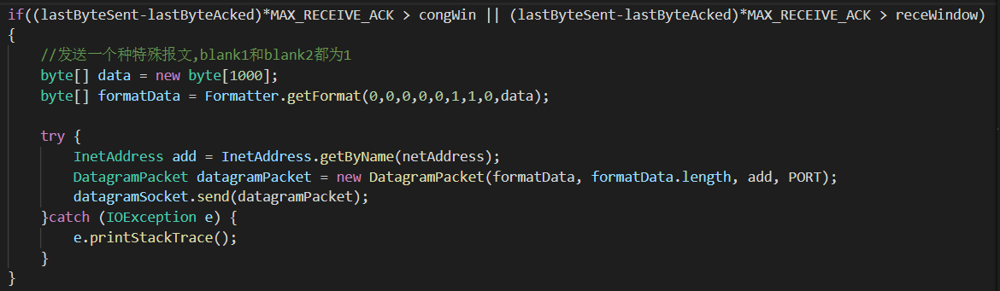 if((lastByteSent-lastByteAcked)*MAX_RECEIVE_ACK > congWin || (lastByteSent-lastByteAcked)*MAX_RECEIVE_ACK > receWindow)
{
    //发送一个种特殊报文,blank1和blank2都为1
    byte[] data = new byte[1000];
    byte[] formatData = Formatter.getFormat(0,0,0,0,0,1,1,0,data);

    try {
        InetAddress add = InetAddress.getByName(netAddress);
        DatagramPacket datagramPacket = new DatagramPacket(formatData, formatData.length, add, PORT);
        datagramSocket.send(datagramPacket);
    }catch (IOException e) {
        e.printStackTrace();
    }
}